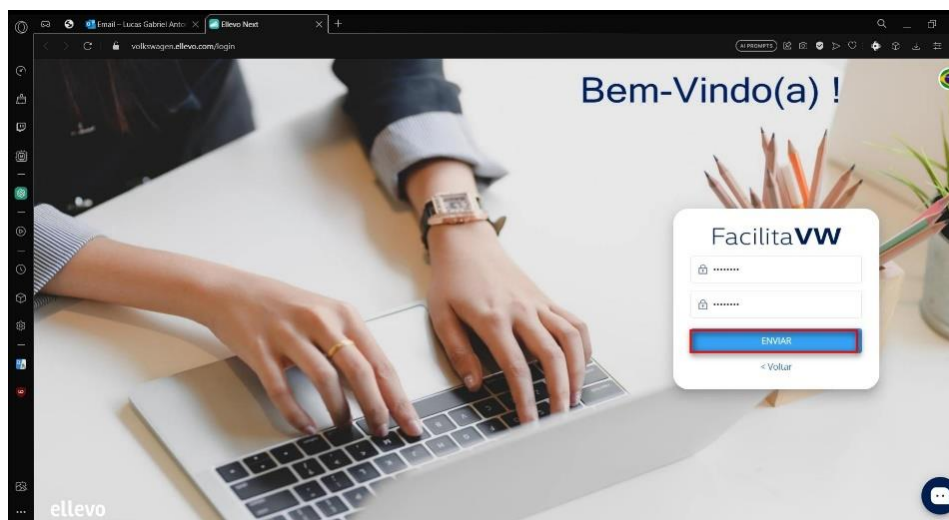 Email – Lucas Gabriel Anto
Ellevo Next
volkswagen.ellevo.com/login
AI PROMPTS
Bem-Vindo(a) !
FacilitaVW
ENVIAR
< Voltar
ellevo